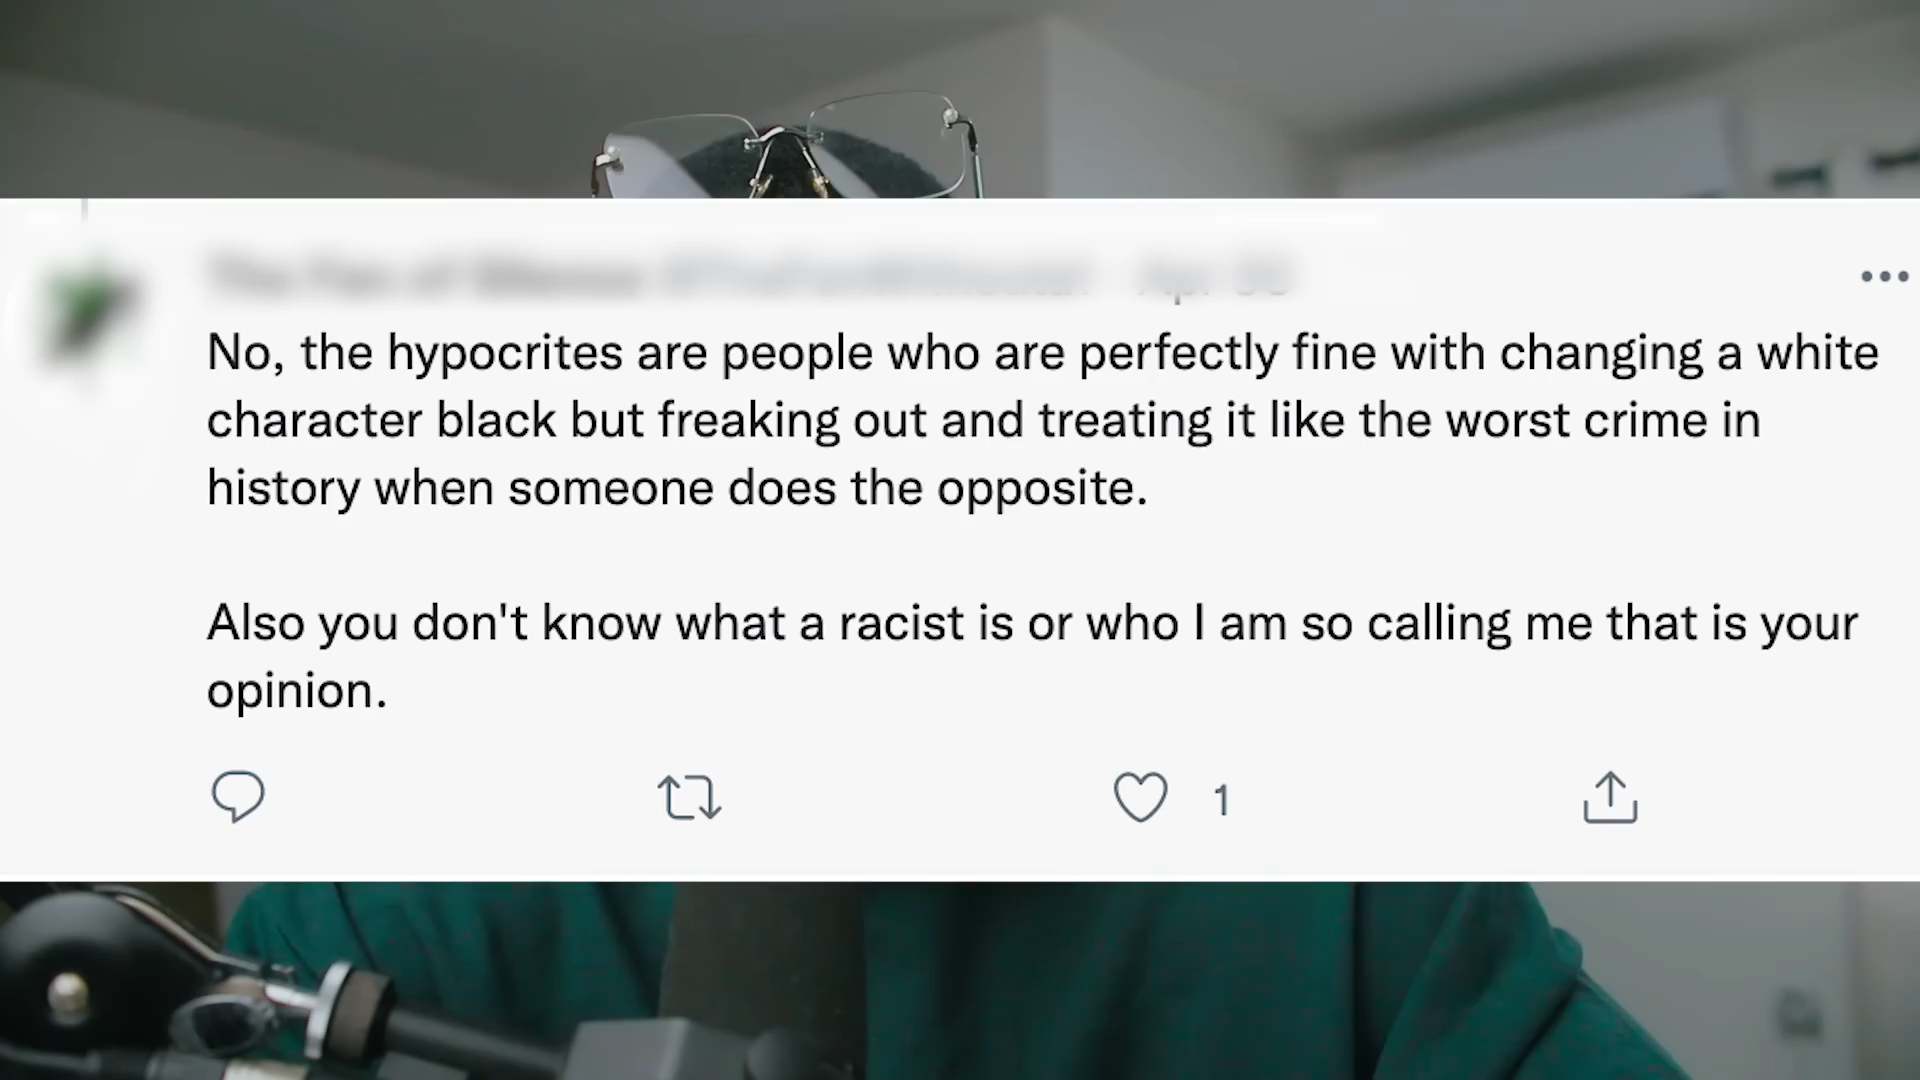 No, the hypocrites are people who are perfectly fine with changing a white
character black but freaking out and treating it like the worst crime in
history when someone does the opposite.
Also you don't know what a racist is or who I am so calling me that is your
opinion.
1